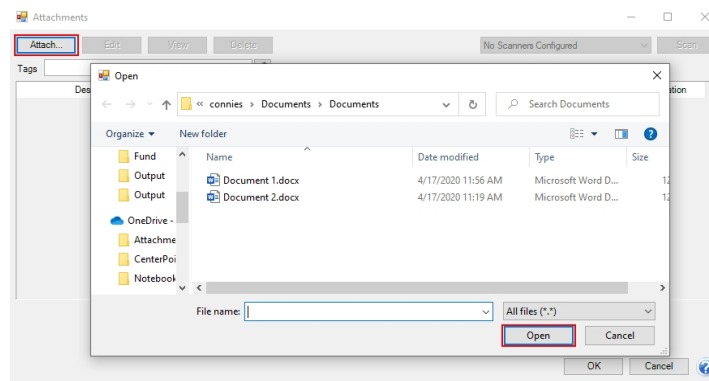 Attachments
Attach... Edit View Delete No Scanners Configured Scan
Tags
Open
« connies > Documents > Documents Search Documents
Organize New folder
Name Date modified Type Size
Fund
Output Document 1.docx 4/17/2020 11:56 AM Microsoft Word D... 12
Output Document 2.docx 4/17/2020 11:19 AM Microsoft Word D... 12
OneDrive -
Attachme
CenterPoi
Notebook
File name: All files (*.*)
Open Cancel
OK Cancel